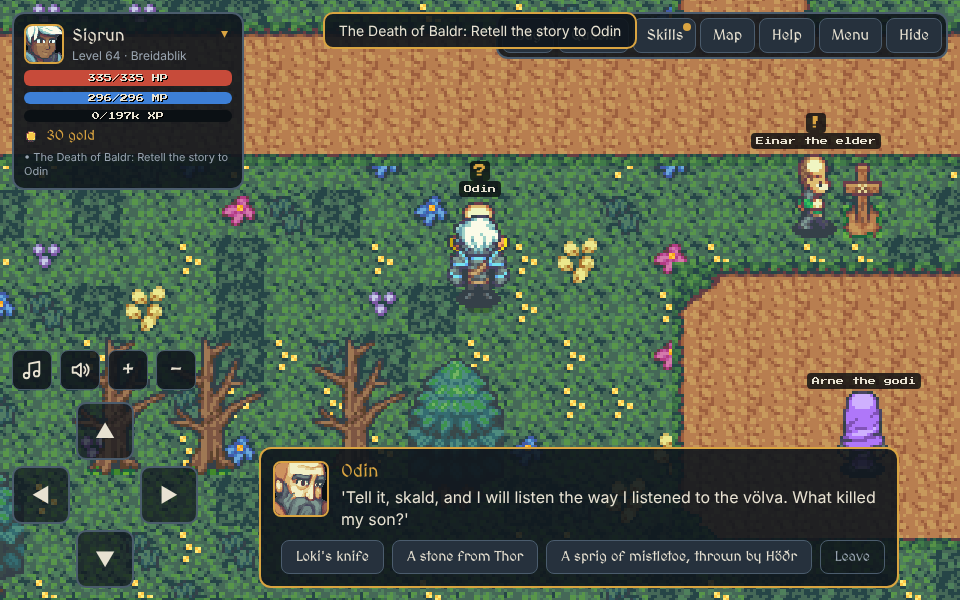 Sigrun
Level 64 · Breidablik
335/335 HP
296/296 MP
0/197k XP
30 gold
• The Death of Baldr: Retell the story to
Odin
The Death of Baldr: Retell the story to Odin
Skills
Map
Help
Menu
Hide
!
Einar the elder
?
Odin
Arne the godi
+
-
Odin
'Tell it, skald, and I will listen the way I listened to the völva. What killed
my son?'
Loki's knife
A stone from Thor
A sprig of mistletoe, thrown by Höðr
Leave